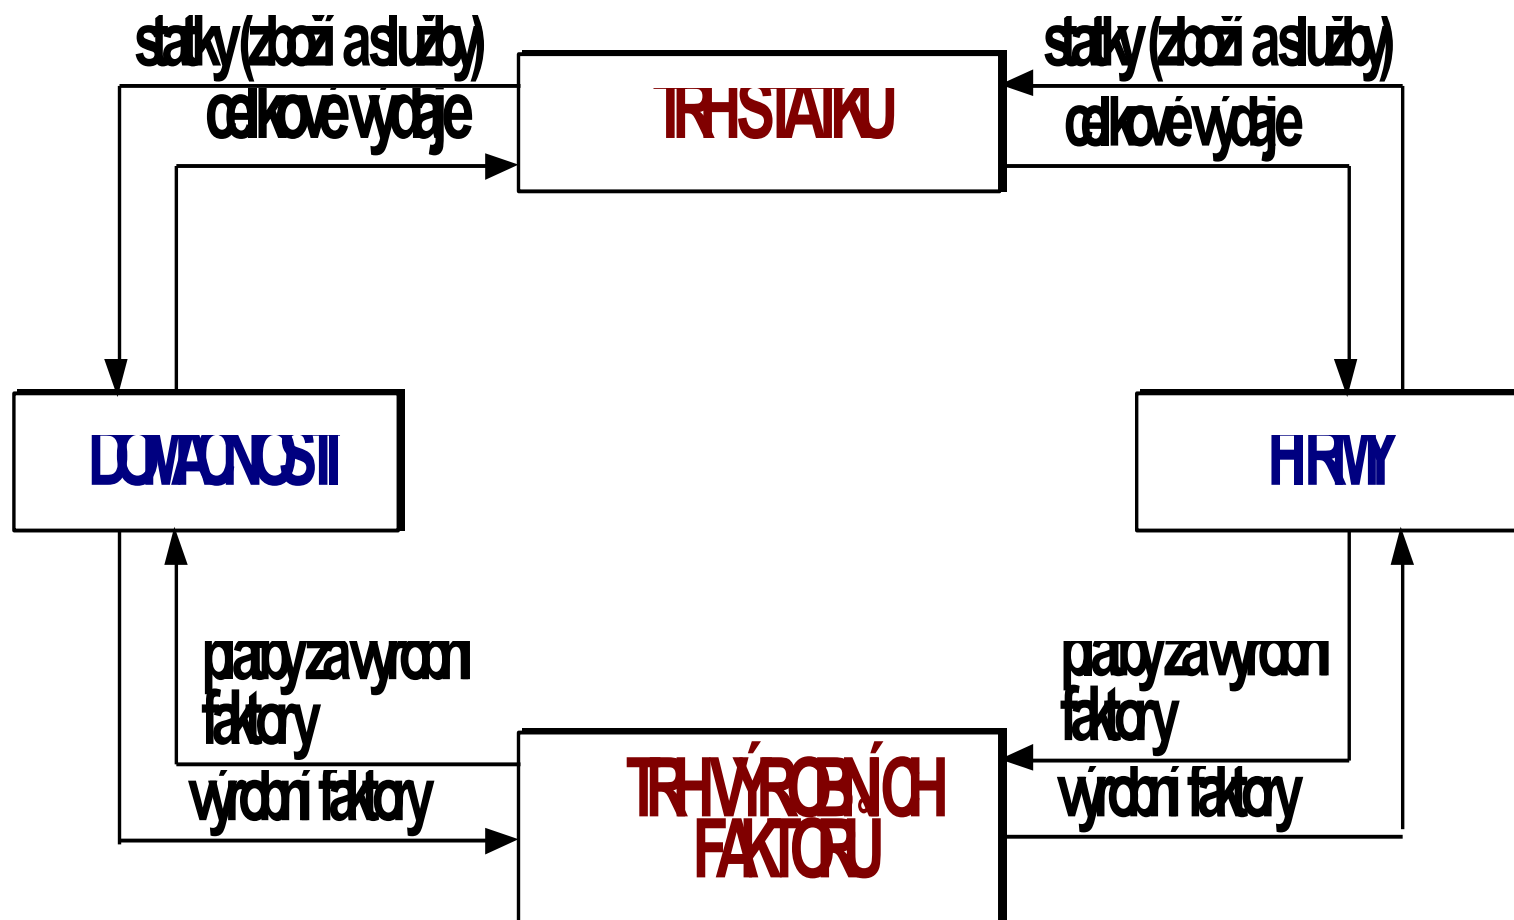 statky (zboží a služby)
statky (zboží a služby)
celkové výdaje
TRH STATKŮ
celkové výdaje
DOMÁCNOSTI
FIRMY
platby za výrobní
faktory
platby za výrobní
faktory
výrobní faktory
TRH VÝROBNÍCH
FAKTORŮ
výrobní faktory